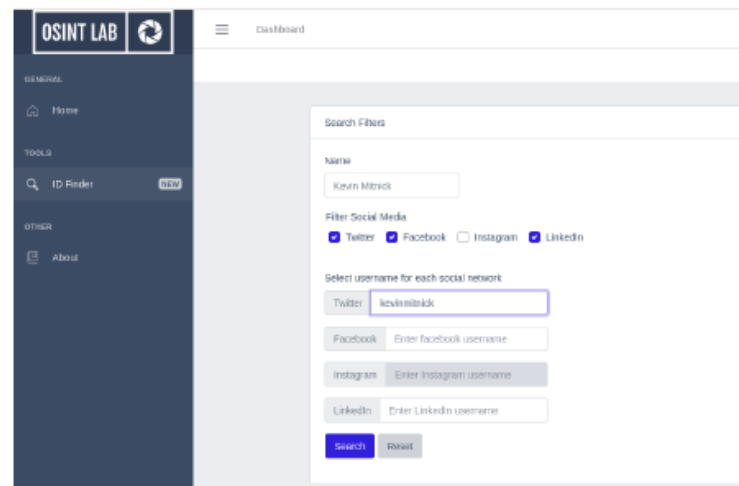 OSINT LAB
Dashboard
GENERAL
Home
TOOLS
ID Finder NEW
OTHER
About
Search Filters
Name
Kevin Mitnick
Filter Social Media
Twitter Facebook Instagram LinkedIn
Select username for each social network
Twitter kevinmitnick
Facebook Enter facebook username
Instagram Enter Instagram username
LinkedIn Enter LinkedIn username
Search Reset